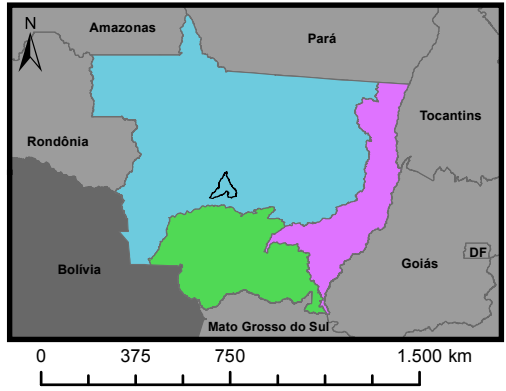 N
Amazonas
Pará
Tocantins
Rondônia
Bolívia
Goiás
DF
Mato Grosso do Sul
0 375 750 1.500 km